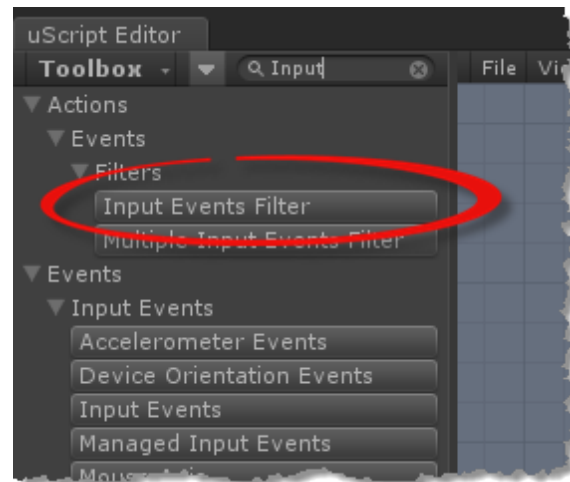 uScript Editor
Toolbox Input File
Actions
Events
Filters
Input Events Filter
Multiple Input Events Filter
Events
Input Events
Accelerometer Events
Device Orientation Events
Input Events
Managed Input Events